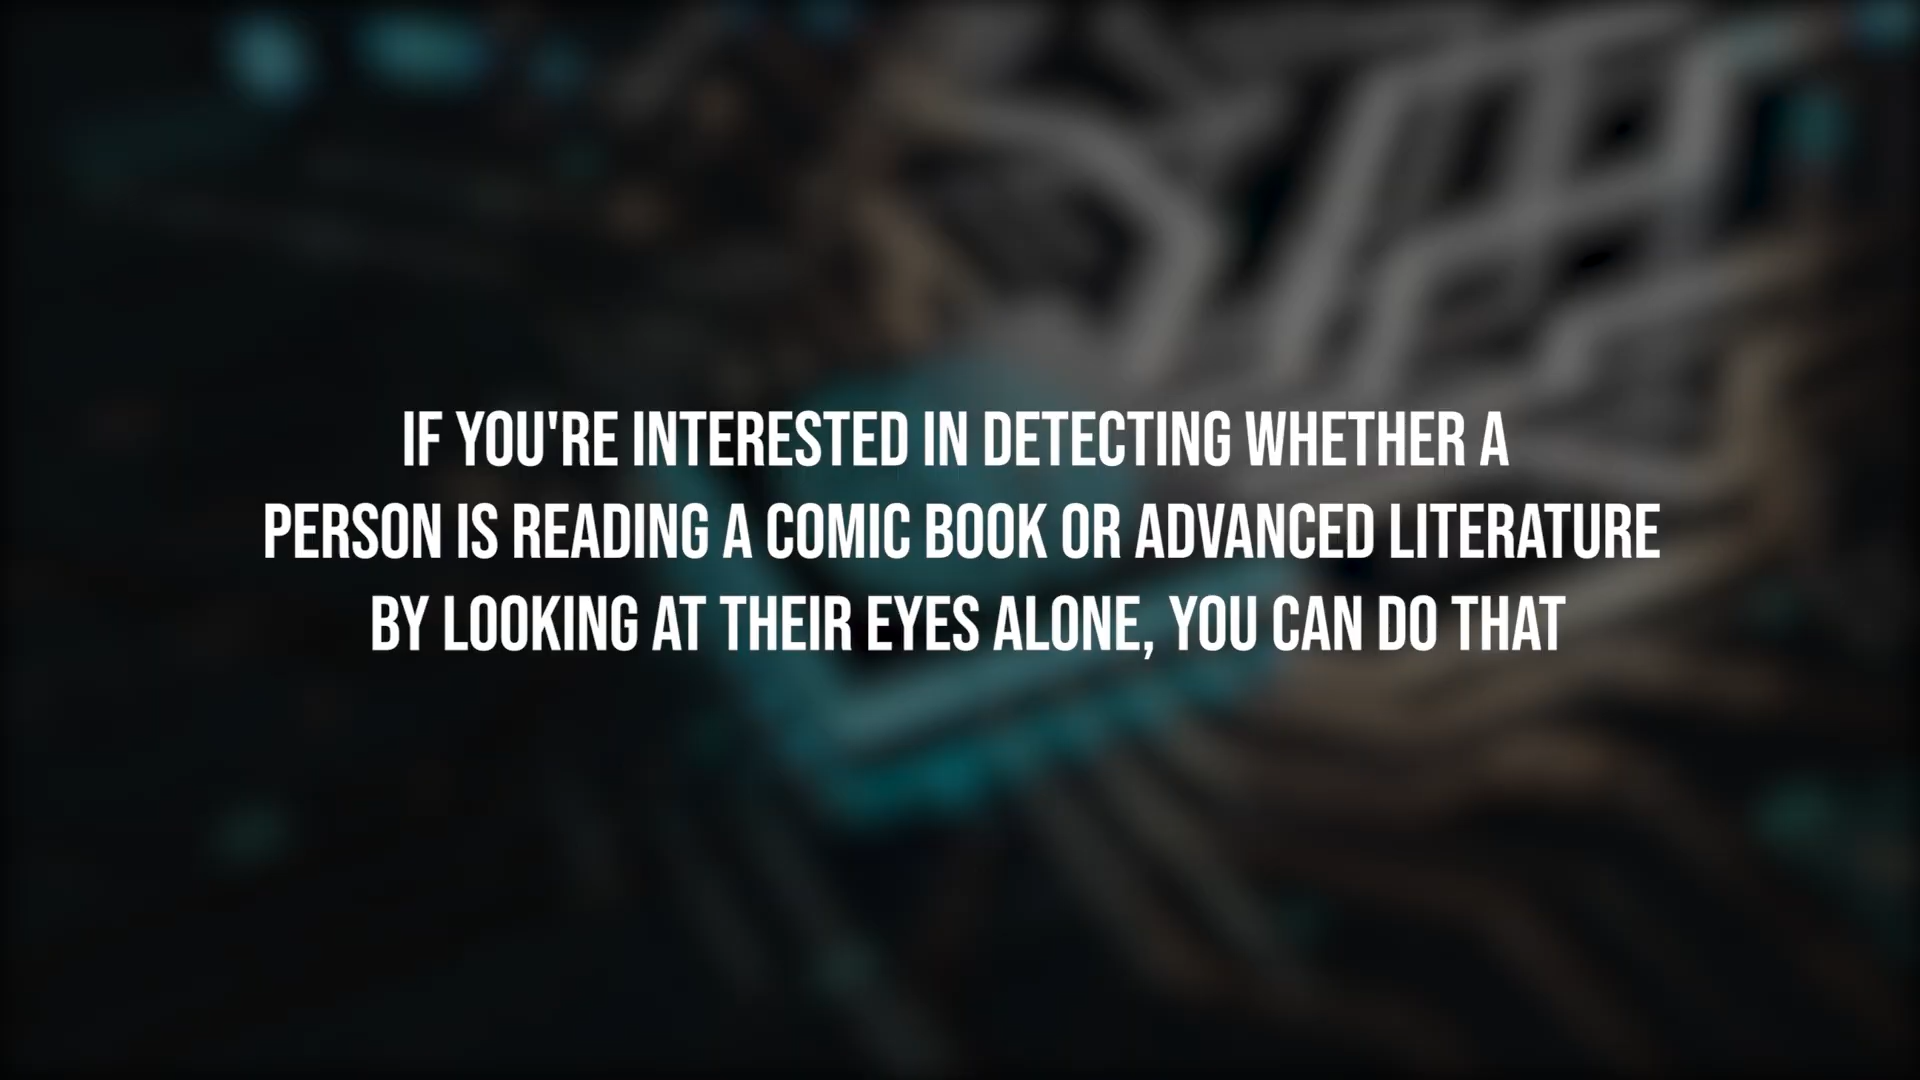 IF YOU'RE INTERESTED IN DETECTING WHETHER A
PERSON IS READING A COMIC BOOK OR ADVANCED LITERATURE
BY LOOKING AT THEIR EYES ALONE, YOU CAN DO THAT